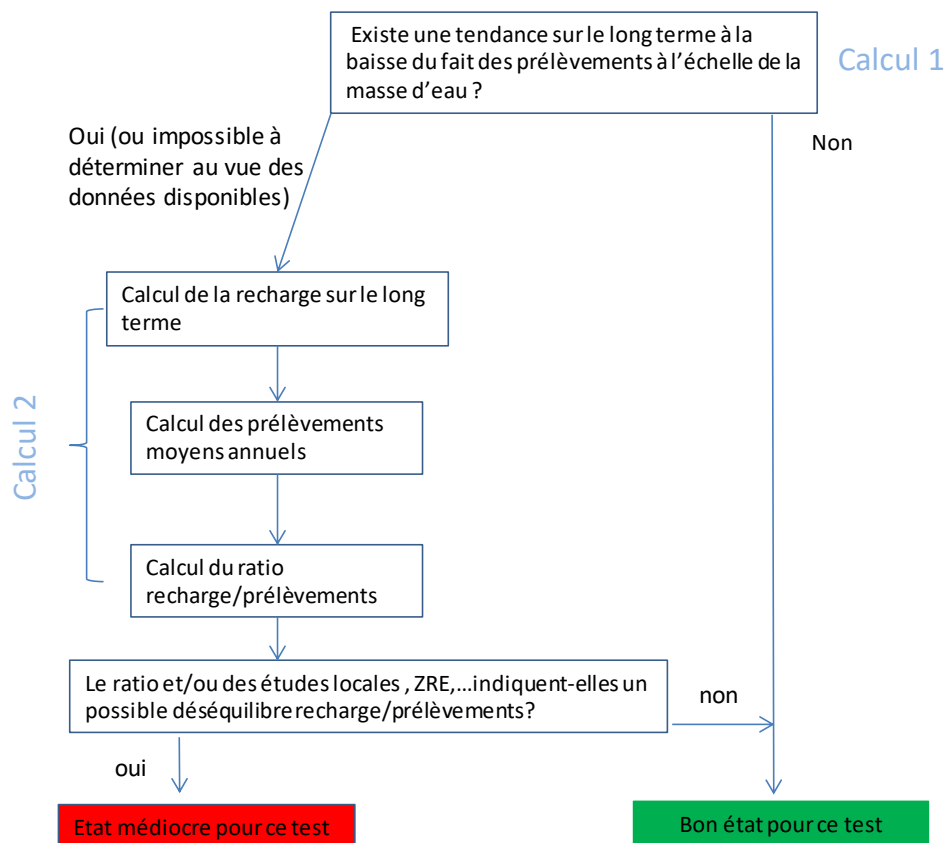 Existe une tendance sur le long terme à la
baisse du fait des prélèvements à l'échelle de la
masse d'eau ?
Calcul 1
Oui (ou impossible à
déterminer au vue des
données disponibles)
Non
Calcul de la recharge sur le long
terme
Calcul 2
Calcul des prélèvements
moyens annuels
Calcul du ratio
recharge/prélèvements
Le ratio et/ou des études locales , ZRE,...indiquent-elles un
possible déséquilibre recharge/prélèvements?
non
oui
Etat médiocre pour ce test
Bon état pour ce test